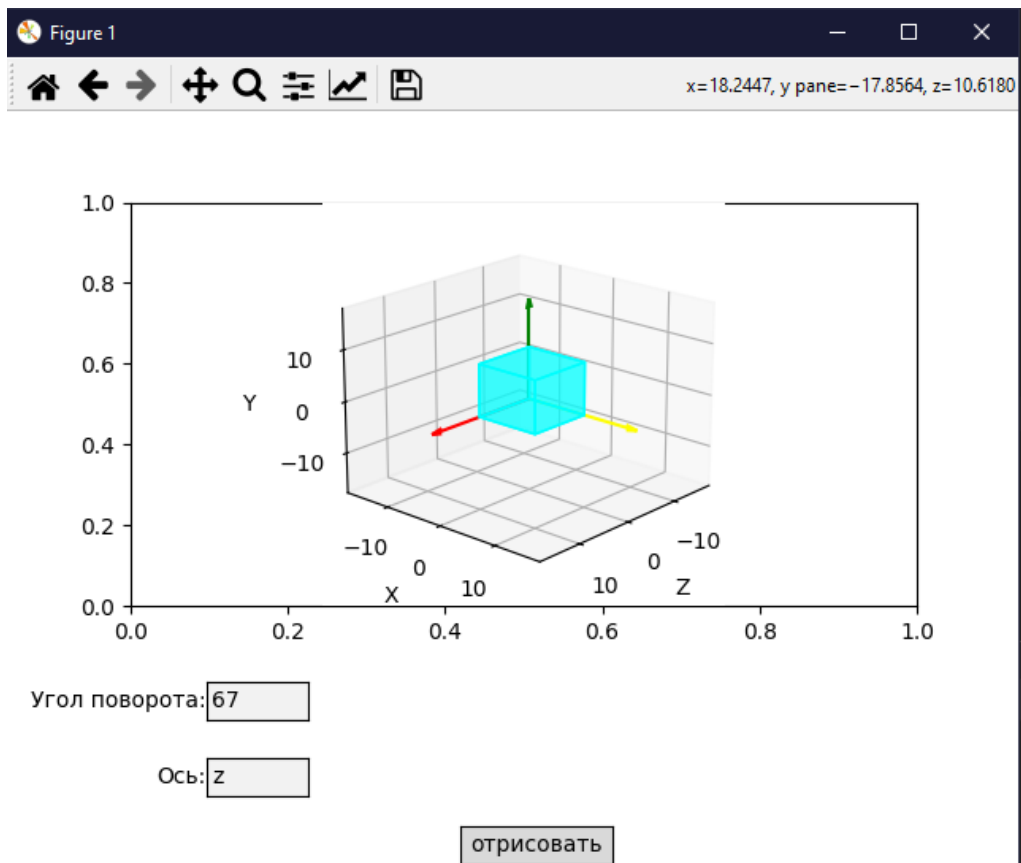 Figure 1
x=18.2447, y pane=−17.8564, z=10.6180
1.0
0.8
0.6
0.4
0.2
0.0
0.0 0.2 0.4 0.6 0.8 1.0
Y
10
0
−10
−10
0
10
X
−10
0
10
Z
Угол поворота: 67
Ось: z
отрисовать